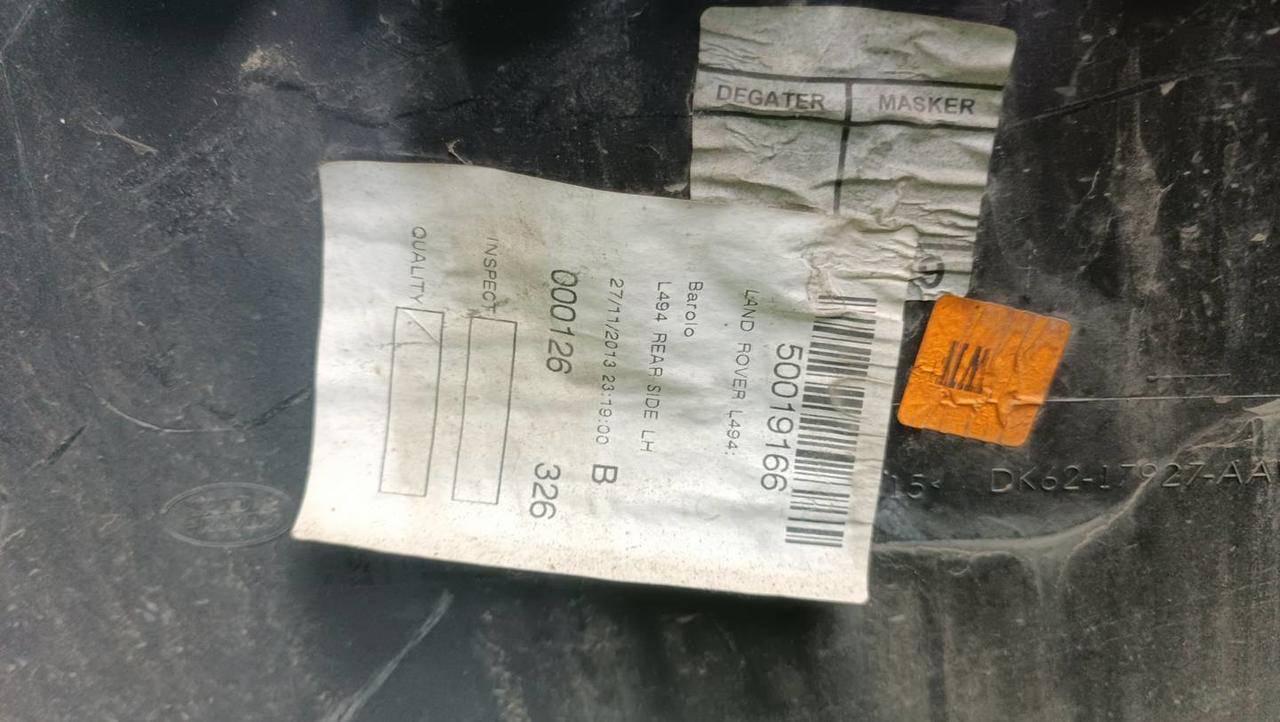 DEGATER MASKER
50019166
LAND ROVER L494:
Barolo
L494 REAR SIDE LH
27/11/2013 23:19:00 B
000126 326
INSPECT
QUALITY
15<
DK62-17927-AA